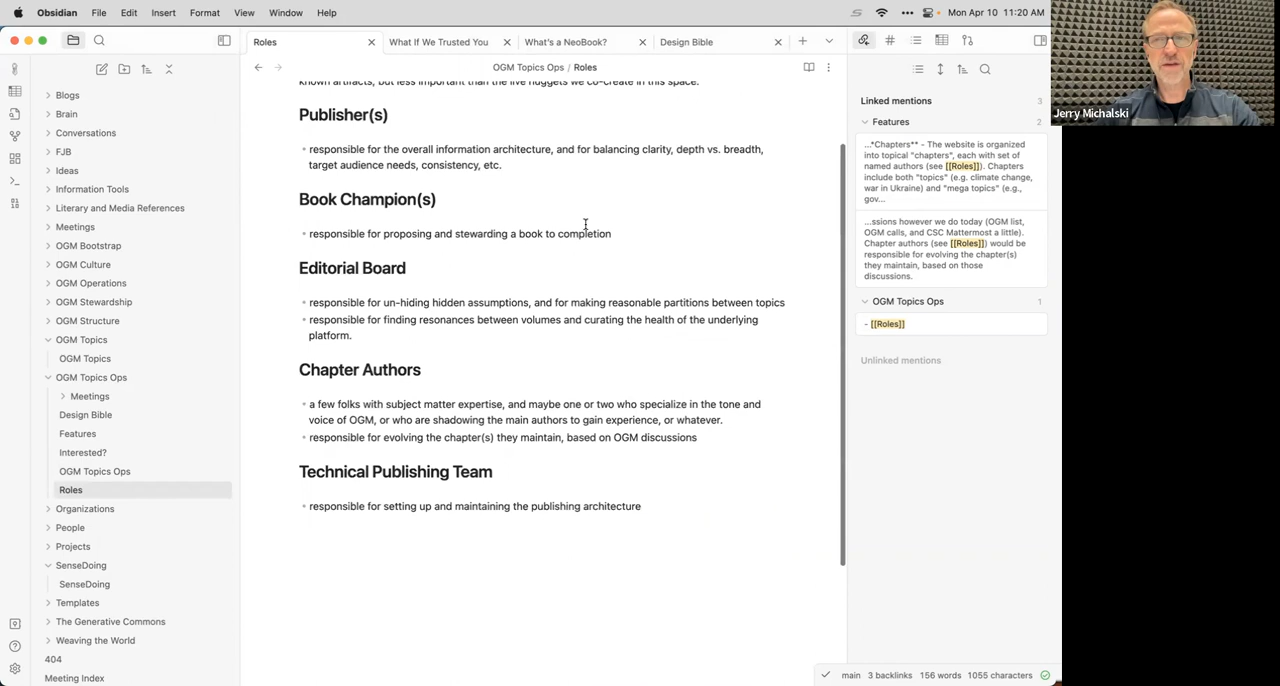 Obsidian File Edit Insert Format View Window Help Mon Apr 10 11:20 AM
Roles What If We Trusted You What's a NeoBook? Design Bible
OGM Topics Ops / Roles
Blogs
Brain
Conversations
FJB
Ideas
Information Tools
Literary and Media References
Meetings
OGM Bootstrap
OGM Culture
OGM Operations
OGM Stewardship
OGM Structure
OGM Topics
OGM Topics
OGM Topics Ops
Meetings
Design Bible
Features
Interested?
OGM Topics Ops
Roles
Organizations
People
Projects
SenseDoing
SenseDoing
Templates
The Generative Commons
Weaving the World
404
Meeting Index
known artifacts, but less important than the live nuggets we co-create in this space.
Publisher(s)
responsible for the overall information architecture, and for balancing clarity, depth vs. breadth,
target audience needs, consistency, etc.
Book Champion(s)
responsible for proposing and stewarding a book to completion
Editorial Board
responsible for un-hiding hidden assumptions, and for making reasonable partitions between topics
responsible for finding resonances between volumes and curating the health of the underlying
platform.
Chapter Authors
a few folks with subject matter expertise, and maybe one or two who specialize in the tone and
voice of OGM, or who are shadowing the main authors to gain experience, or whatever.
responsible for evolving the chapter(s) they maintain, based on OGM discussions
Technical Publishing Team
responsible for setting up and maintaining the publishing architecture
Linked mentions 3
Features 2
...*Chapters** - The website is organized
into topical "chapters", each with set of
named authors (see [[Roles]]). Chapters
include both "topics" (e.g. climate change,
war in Ukraine) and "mega topics" (e.g.,
gov...
...ssions however we do today (OGM list,
OGM calls, and CSC Mattermost a little).
Chapter authors (see [[Roles]]) would be
responsible for evolving the chapter(s)
they maintain, based on those
discussions.
OGM Topics Ops 1
- [[Roles]]
Unlinked mentions
main 3 backlinks 156 words 1055 characters
Jerry Michalski